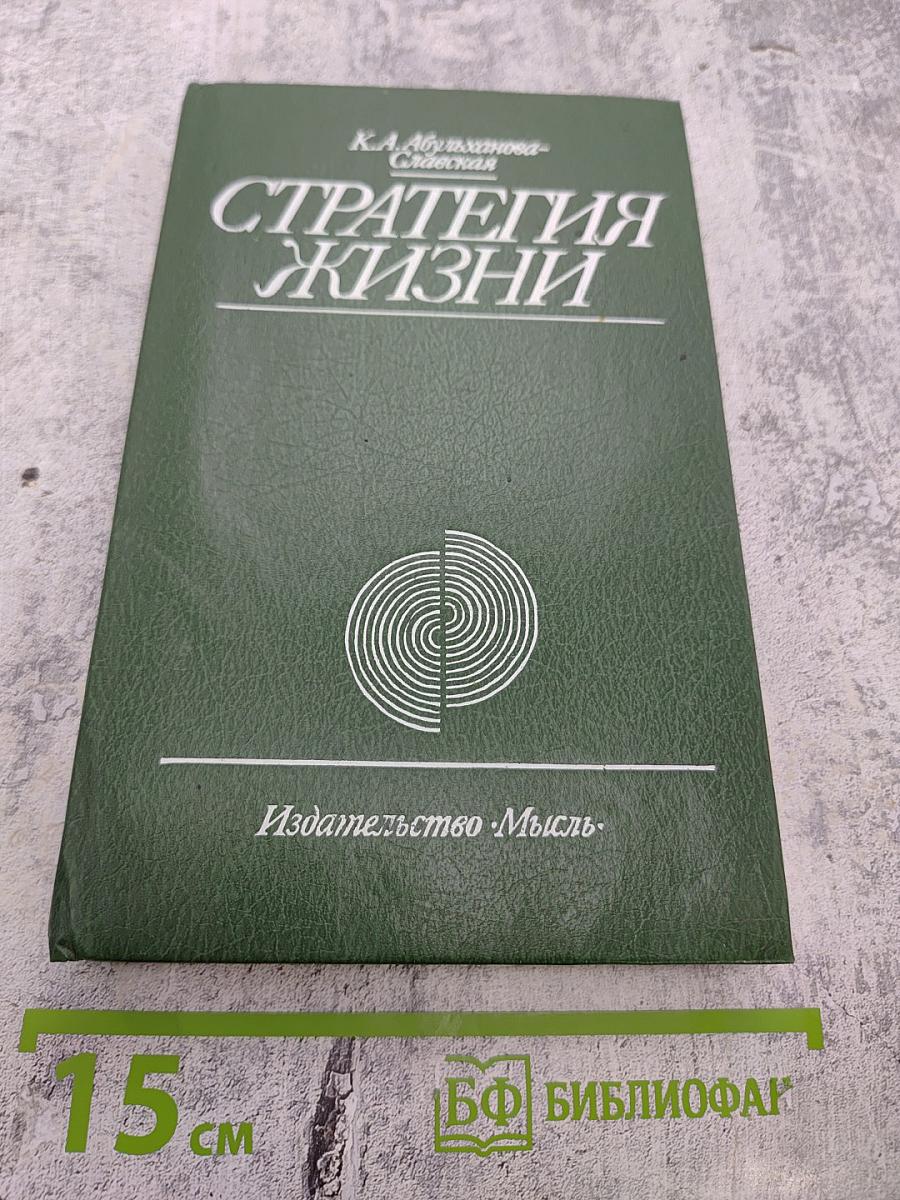 К.А.Абульханова-
Славская
СТРАТЕГИЯ
ЖИЗНИ
Издательство ·Мысль·
15 см
БФ БИБЛИОФАГ